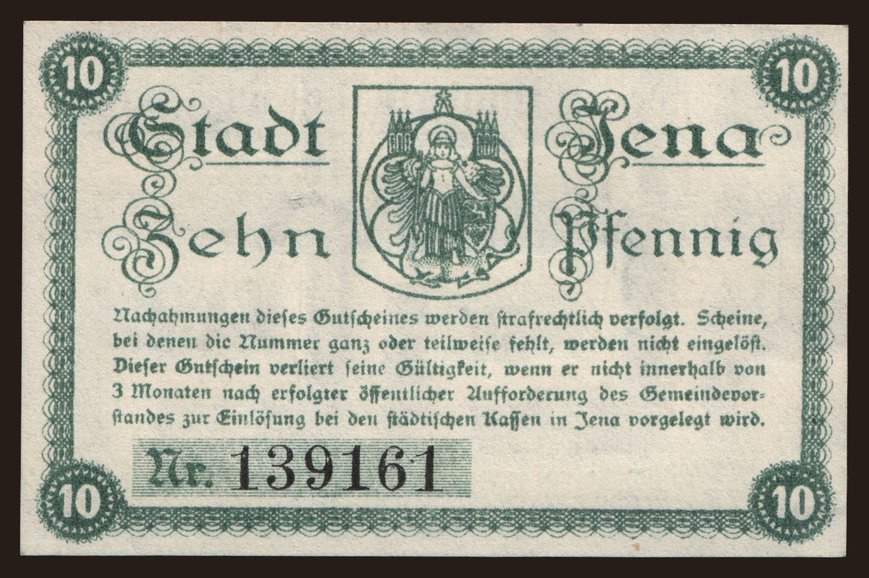 10 10
Stadt Jena
Zehn Pfennig
Nachahmungen dieses Gutscheines werden strafrechtlich verfolgt. Scheine,
bei denen die Nummer ganz oder teilweise fehlt, werden nicht eingelöst.
Dieser Gutschein verliert seine Gültigkeit, wenn er nicht innerhalb von
3 Monaten nach erfolgter öffentlicher Aufforderung des Gemeindevor-
standes zur Einlösung bei den städtischen Kassen in Jena vorgelegt wird.
Nr. 139161
10 10